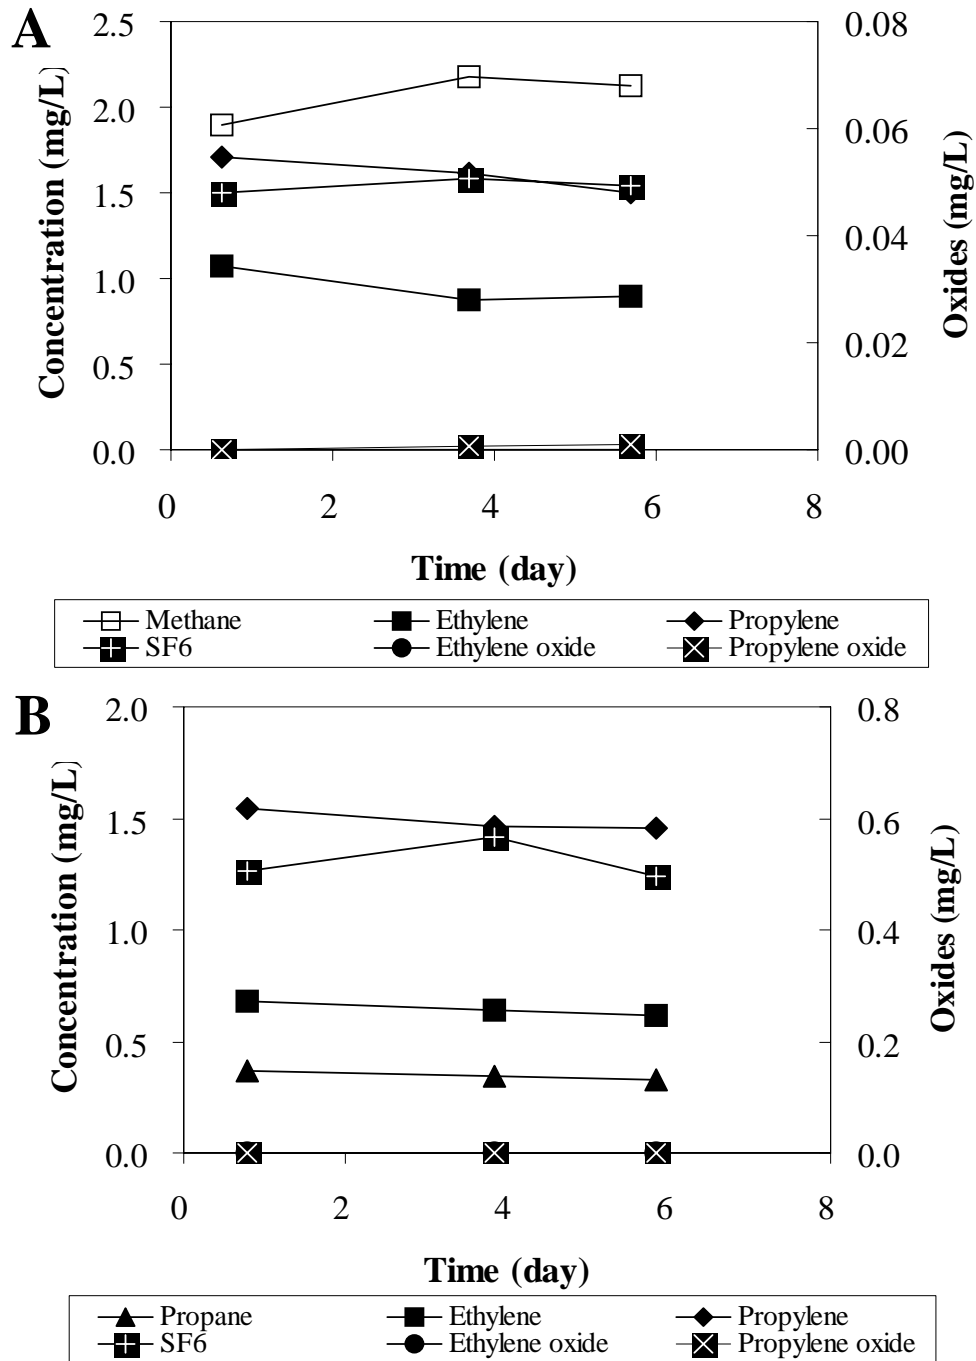 A
2.5
2.0
1.5
1.0
0.5
0.0
Concentration (mg/L)
0.08
0.06
0.04
0.02
0.00
Oxides (mg/L)
0 2 4 6 8
Time (day)
Methane Ethylene Propylene
SF6 Ethylene oxide Propylene oxide
B
2.0
1.5
1.0
0.5
0.0
Concentration (mg/L)
0.8
0.6
0.4
0.2
0.0
Oxides (mg/L)
0 2 4 6 8
Time (day)
Propane Ethylene Propylene
SF6 Ethylene oxide Propylene oxide